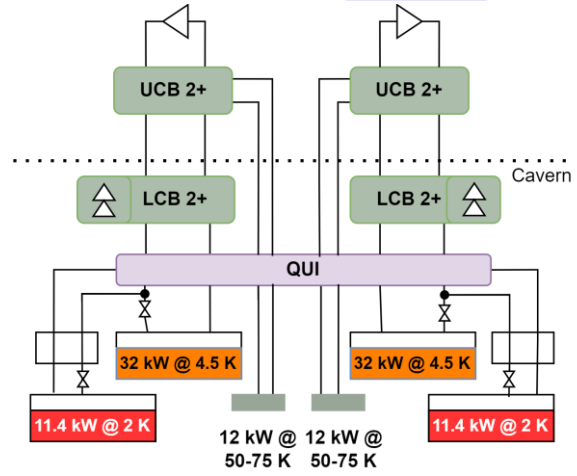 UCB 2+
UCB 2+
Cavern
LCB 2+
LCB 2+
QUI
32 kW @ 4.5 K
32 kW @ 4.5 K
11.4 kW @ 2 K
11.4 kW @ 2 K
12 kW @
50-75 K
12 kW @
50-75 K